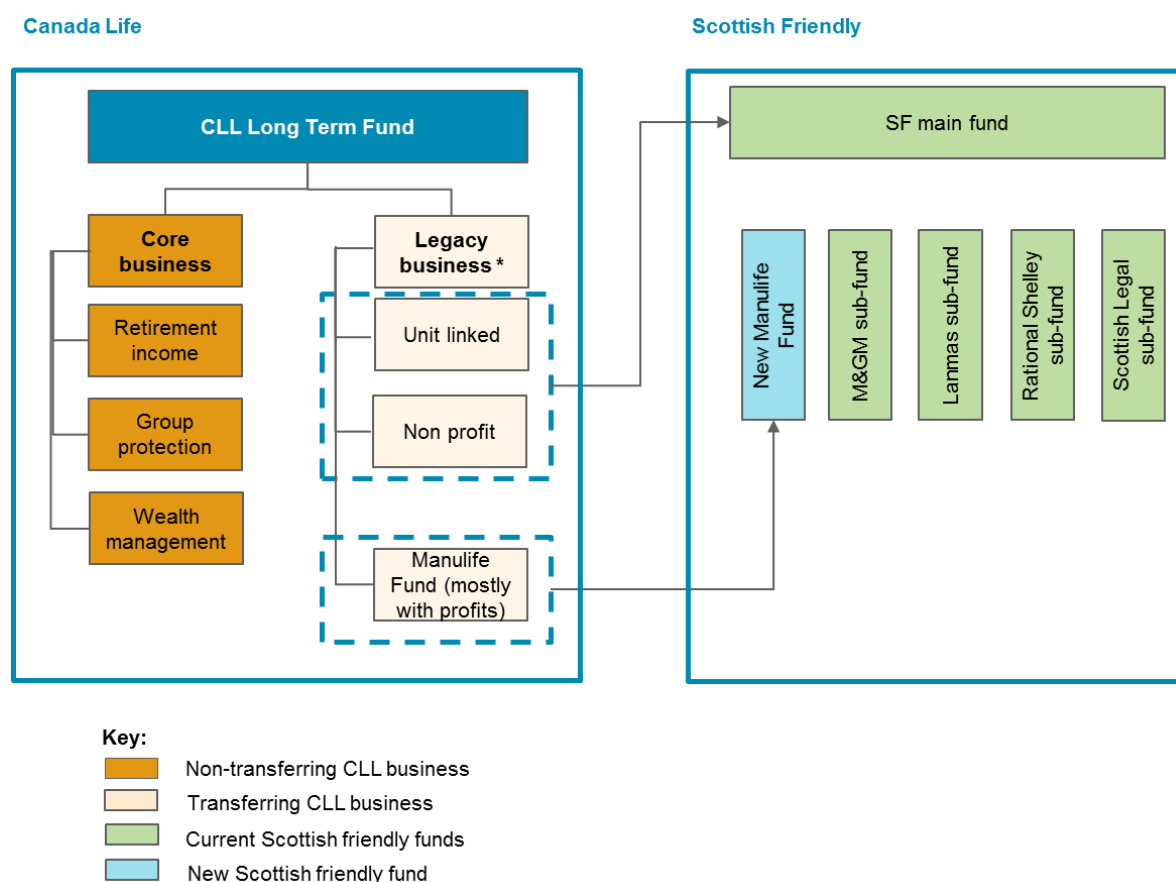 Canada Life
Scottish Friendly
CLL Long Term Fund
SF main fund
Core
business
Legacy
business *
Retirement
income
Unit linked
Group
protection
Non profit
Wealth
management
Manulife
Fund (mostly
with profits)
New Manulife
Fund
M&GM sub-fund
Lanmas sub-fund
Rational Shelley
sub-fund
Scottish Legal
sub-fund
Key:
Non-transferring CLL business
Transferring CLL business
Current Scottish friendly funds
New Scottish friendly fund